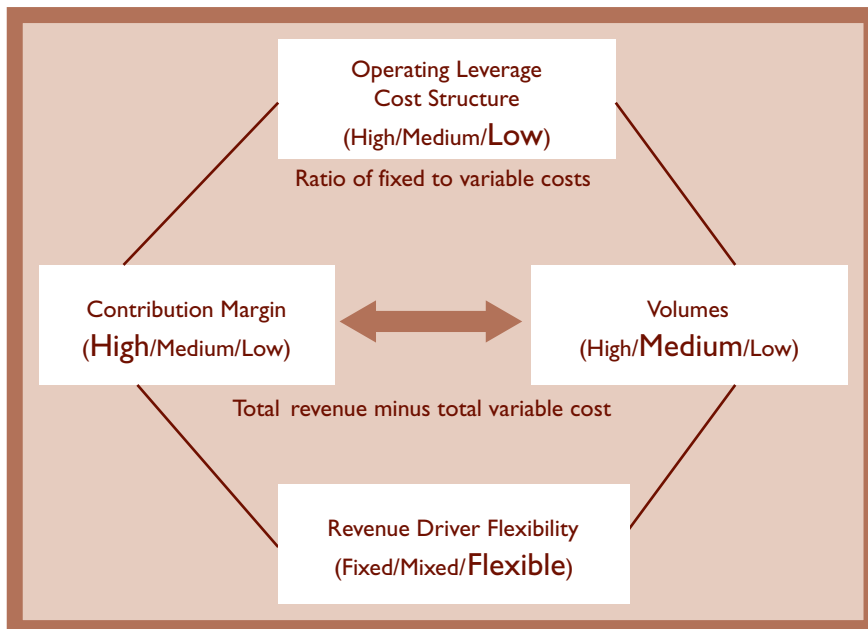 Operating Leverage
Cost Structure
(High/Medium/Low)
Ratio of fixed to variable costs
Contribution Margin
(High/Medium/Low)
Volumes
(High/Medium/Low)
Total revenue minus total variable cost
Revenue Driver Flexibility
(Fixed/Mixed/Flexible)